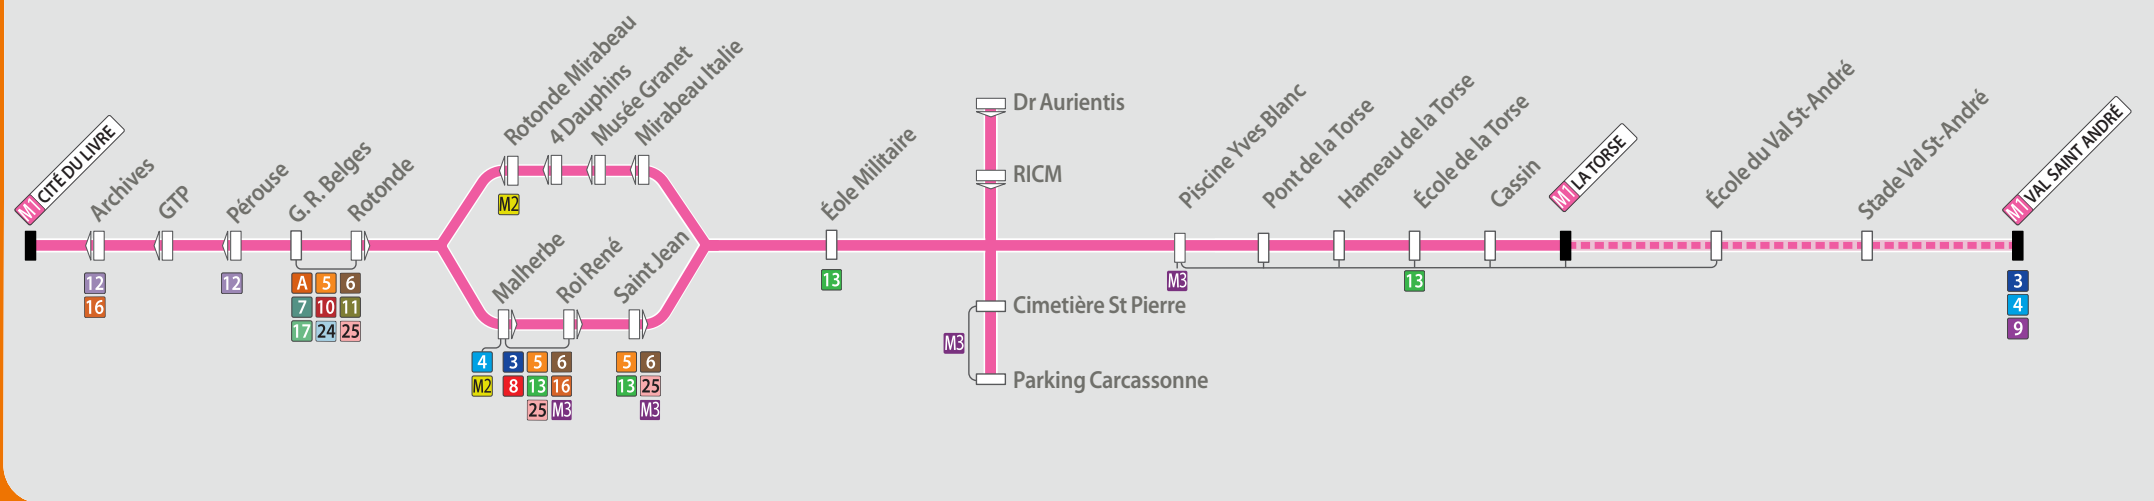 M1 CITÉ DU LIVRE
Archives
GTP
Pérouse
G. R. Belges
Rotonde
12
16
12
A 5 6
7 10 11
17 24 25
Rotonde Mirabeau
4 Dauphins
Musée Granet
Mirabeau Italie
M2
Malherbe
Roi René
Saint Jean
4
M2
3 5 6
8 13 16
25 M3
5 6
13 25
M3
Éole Militaire
13
Dr Aurientis
RICM
Cimetière St Pierre
M3
Parking Carcassonne
Piscine Yves Blanc
Pont de la Torse
Hameau de la Torse
École de la Torse
Cassin
M3
13
M1 LA TORSE
École du Val St-André
Stade Val St-André
M1 VAL SAINT ANDRÉ
3
4
9